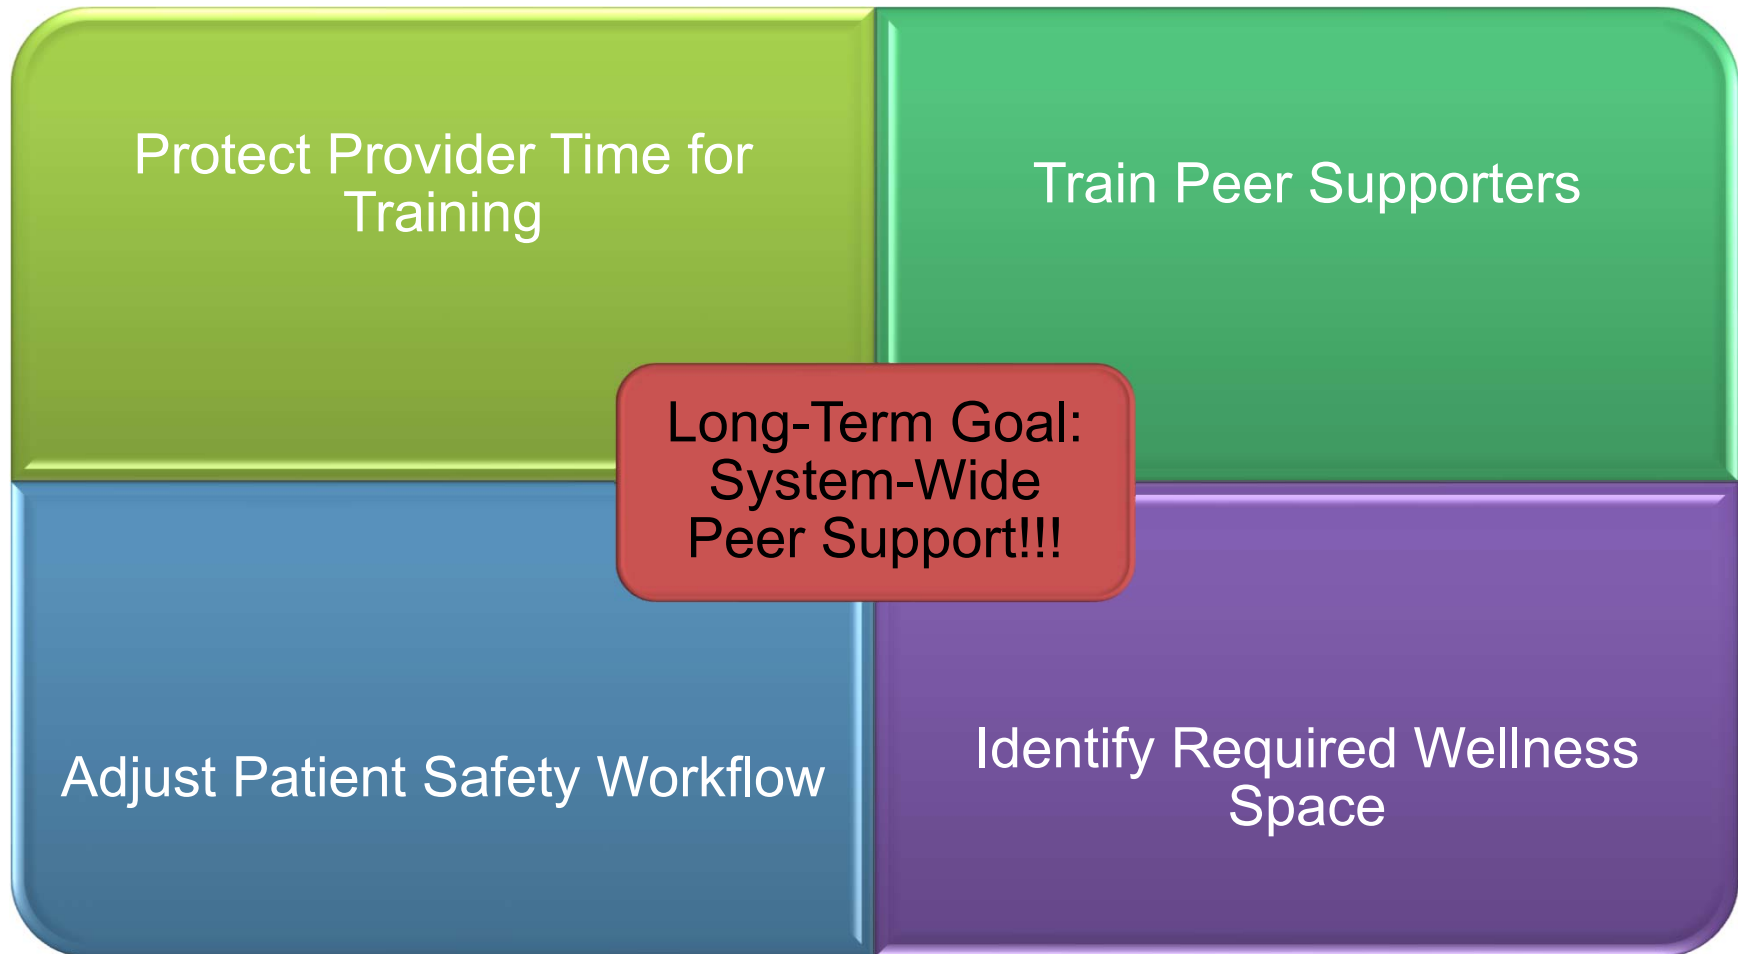 Protect Provider Time for
Training
Train Peer Supporters
Long-Term Goal:
System-Wide
Peer Support!!!
Adjust Patient Safety Workflow
Identify Required Wellness
Space